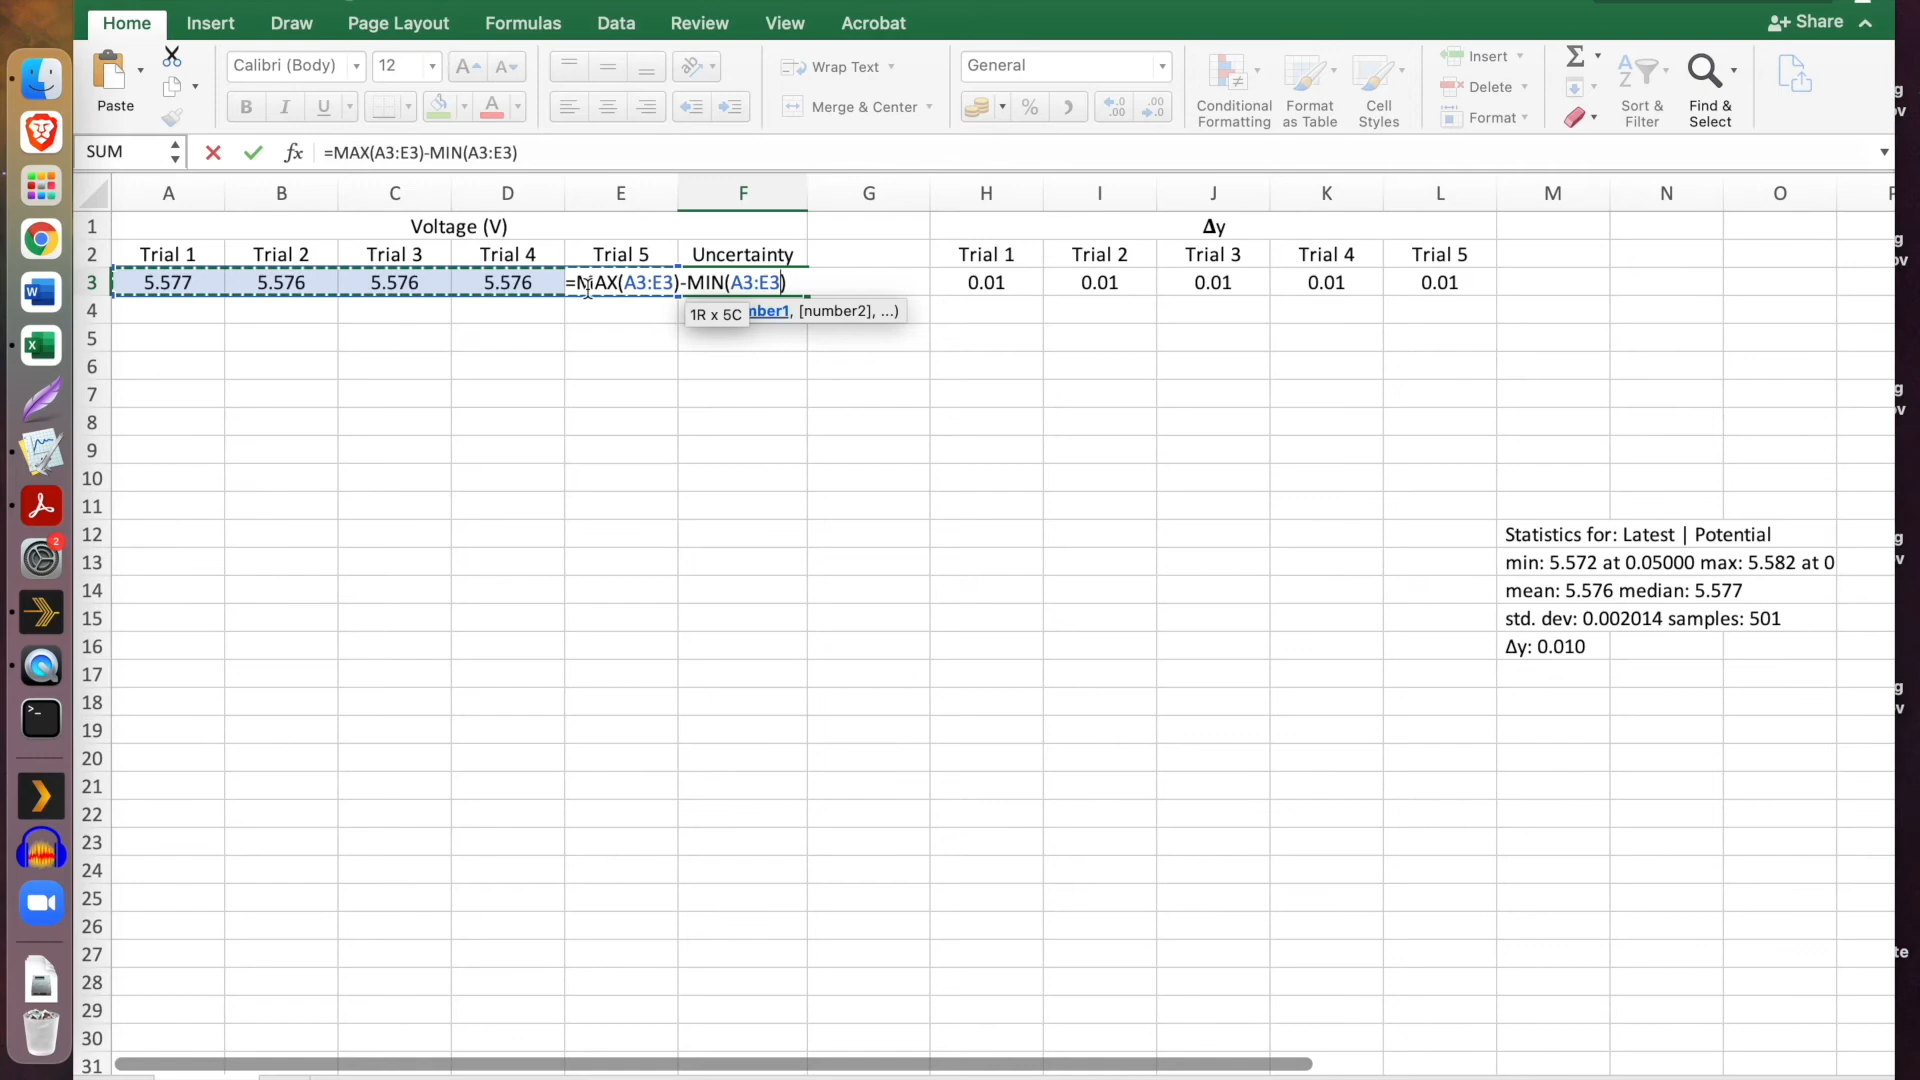 Home Insert Draw Page Layout Formulas Data Review View Acrobat Share
Paste
Calibri (Body) 12
B I U A
Wrap Text
Merge & Center
General
%
Conditional Formatting
Format as Table
Cell Styles
Insert
Delete
Format
Sort & Filter
Find & Select
SUM fx =MAX(A3:E3)-MIN(A3:E3)
A B C D E F G H I J K L M N O
1 Voltage (V) Δy
2 Trial 1 Trial 2 Trial 3 Trial 4 Trial 5 Uncertainty Trial 1 Trial 2 Trial 3 Trial 4 Trial 5
3 5.577 5.576 5.576 5.576 =MAX(A3:E3)-MIN(A3:E3) 0.01 0.01 0.01 0.01 0.01
4 1R x 5C mber1, [number2], ...)
5
6
7
8
9
10
11
12 Statistics for: Latest | Potential
13 min: 5.572 at 0.05000 max: 5.582 at 0
14 mean: 5.576 median: 5.577
15 std. dev: 0.002014 samples: 501
16 Δy: 0.010
17
18
19
20
21
22
23
24
25
26
27
28
29
30
31